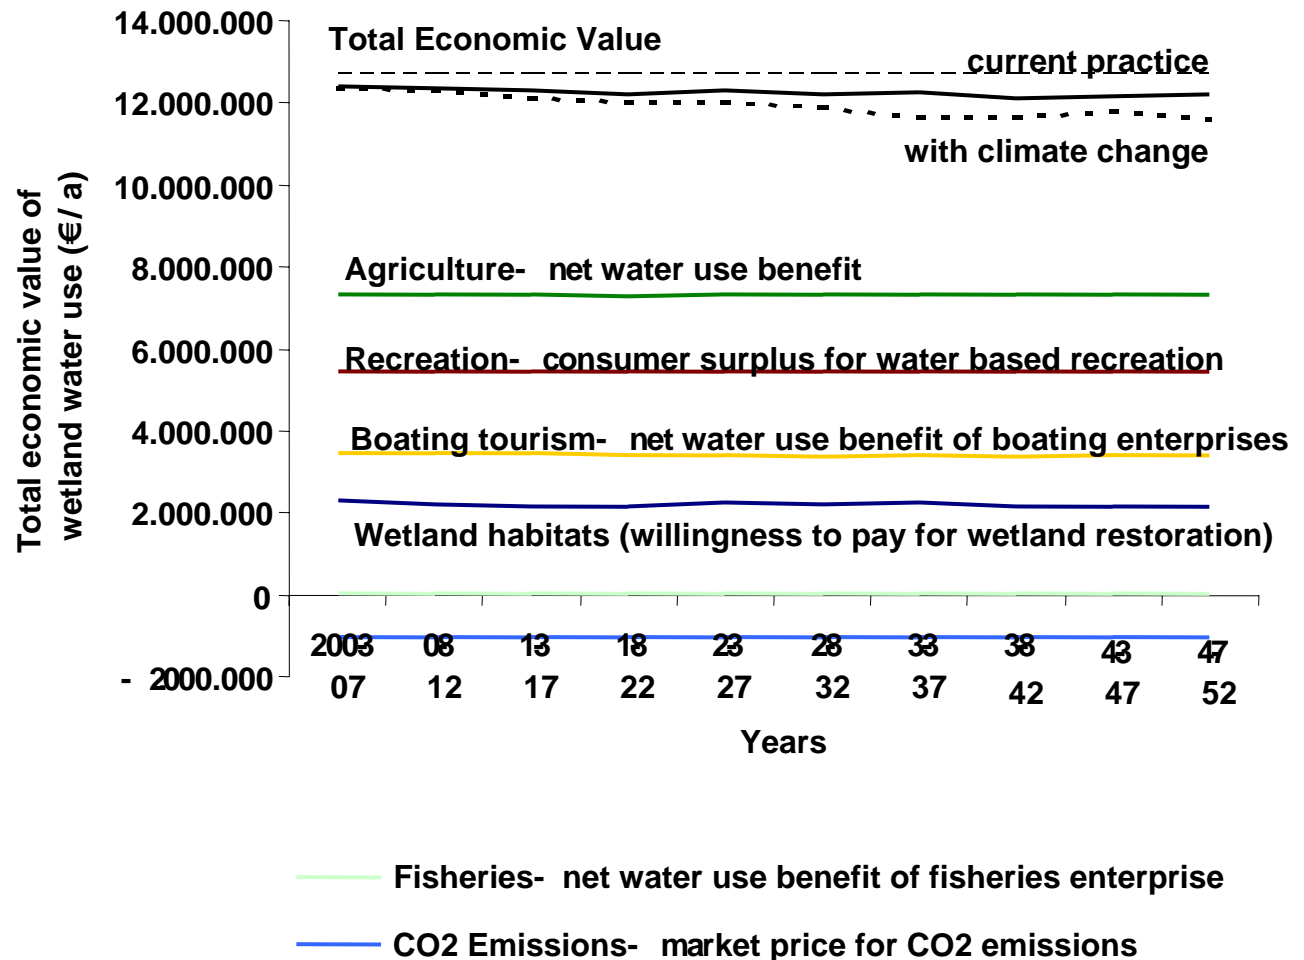 14.000.000
Total Economic Value
current practice
12.000.000
with climate change
10.000.000
Total economic value of
wetland water use (€/ a)
8.000.000
Agriculture- net water use benefit
6.000.000
Recreation- consumer surplus for water based recreation
4.000.000
Boating tourism- net water use benefit of boating enterprises
2.000.000
Wetland habitats (willingness to pay for wetland restoration)
0
2003- 08- 13- 18- 23- 28- 33- 38- 43- 47-
- 2.000.000
07 12 17 22 27 32 37 42 47 52
Years
Fisheries- net water use benefit of fisheries enterprise
CO2 Emissions- market price for CO2 emissions